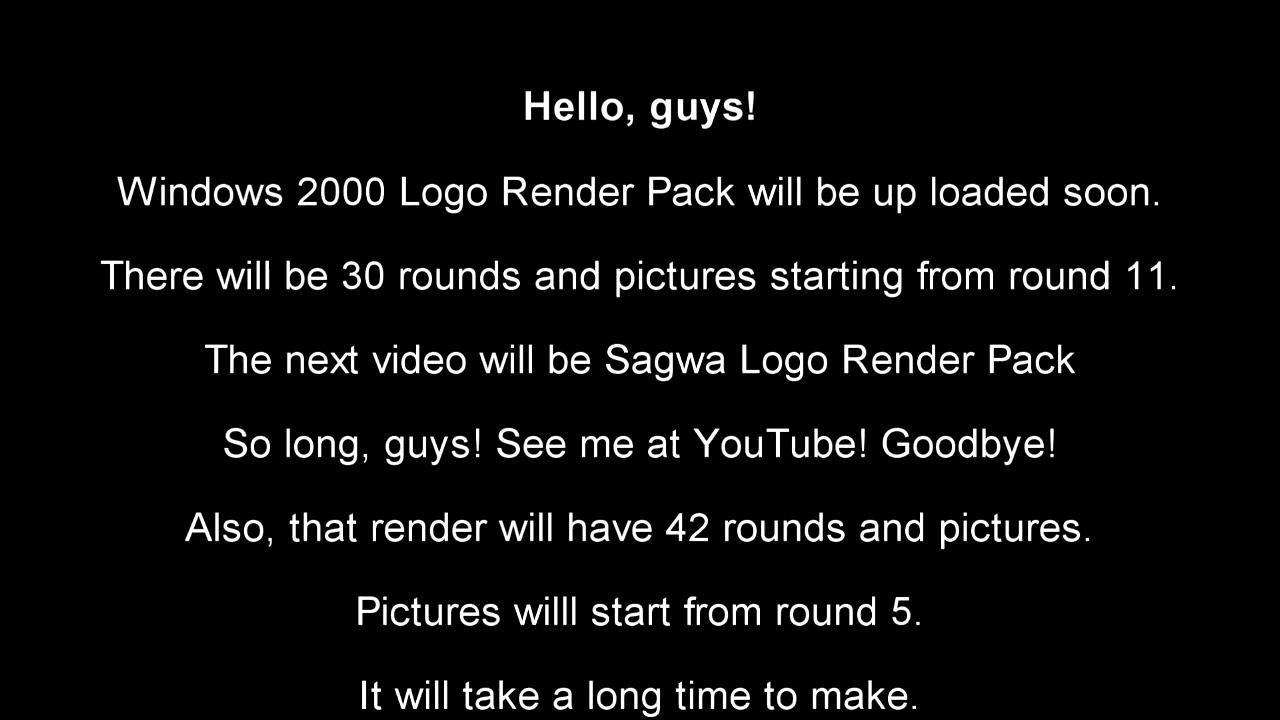 Hello, guys!
Windows 2000 Logo Render Pack will be up loaded soon.
There will be 30 rounds and pictures starting from round 11.
The next video will be Sagwa Logo Render Pack
So long, guys! See me at YouTube! Goodbye!
Also, that render will have 42 rounds and pictures.
Pictures willl start from round 5.
It will take a long time to make.